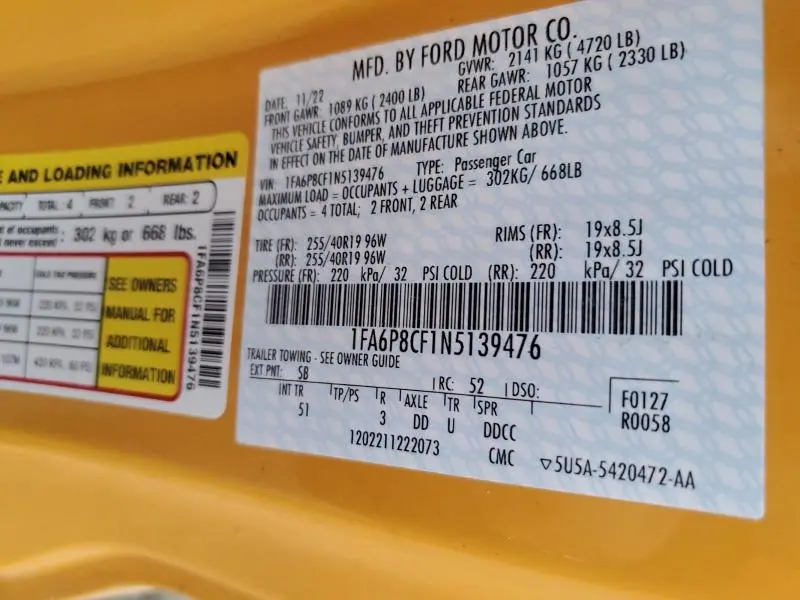 MFD. BY FORD MOTOR CO.
DATE: 11/22 GVWR: 2141 KG ( 4720 LB)
FRONT GAWR: 1089 KG ( 2400 LB) REAR GAWR: 1057 KG ( 2330 LB)
THIS VEHICLE CONFORMS TO ALL APPLICABLE FEDERAL MOTOR
VEHICLE SAFETY, BUMPER, AND THEFT PREVENTION STANDARDS
IN EFFECT ON THE DATE OF MANUFACTURE SHOWN ABOVE.
VIN: 1FA6P8CF1N5139476 TYPE: Passenger Car
MAXIMUM LOAD = OCCUPANTS + LUGGAGE = 302KG/ 668LB
OCCUPANTS = 4 TOTAL; 2 FRONT, 2 REAR
TIRE (FR): 255/40R19 96W RIMS (FR): 19x8.5J
(RR): 255/40R19 96W (RR): 19x8.5J
PRESSURE (FR): 220 kPa/ 32 PSI COLD (RR): 220 kPa/ 32 PSI COLD
1FA6P8CF1N5139476
TRAILER TOWING - SEE OWNER GUIDE
EXT PNT: SB RC: 52 DSO:
INT TR TP/PS R AXLE TR SPR
51 3 DD U DDCC
F0127
R0058
1202211222073 CMC ▽5U5A-5420472-AA
E AND LOADING INFORMATION
TOTAL: 4 FRONT: 2 REAR: 2
of occupants
never exceed: 302 kg or 668 lbs.
COLD TIRE PRESSURE
SEE OWNERS
MANUAL FOR
ADDITIONAL
INFORMATION
1FA6P8CF1N5139476